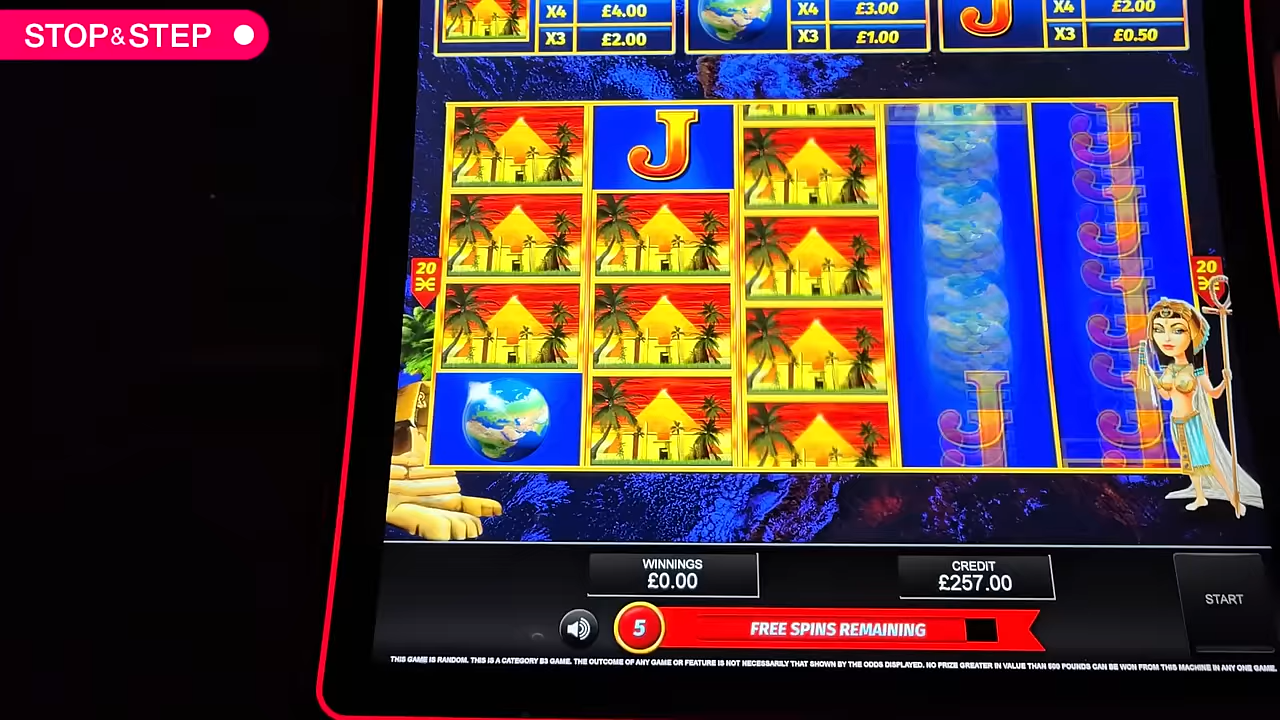 STOP&STEP
X4 £4.00
X3 £2.00
X4 £3.00
X3 £1.00
J
X4 £2.00
X3 £0.50
J
20
20
J
WINNINGS
£0.00
CREDIT
£257.00
START
5 FREE SPINS REMAINING
THIS GAME IS RANDOM. THIS IS A CATEGORY B3 GAME. THE OUTCOME OF ANY GAME OR FEATURE IS NOT NECESSARILY THAT SHOWN BY THE ODDS DISPLAYED. NO PRIZE GREATER IN VALUE THAN 500 POUNDS CAN BE WON FROM THIS MACHINE IN ANY ONE GAME.